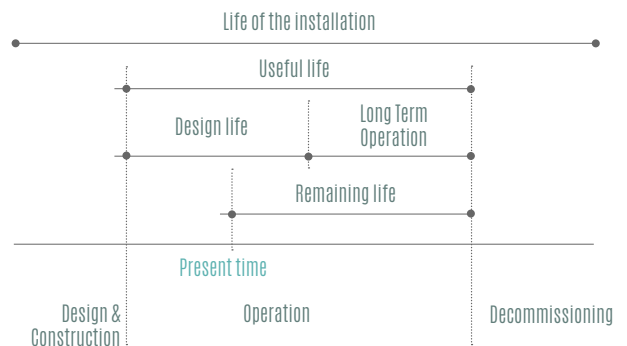 Life of the installation
Useful life
Design life
Long Term
Operation
Remaining life
Present time
Design &
Construction
Operation
Decommissioning